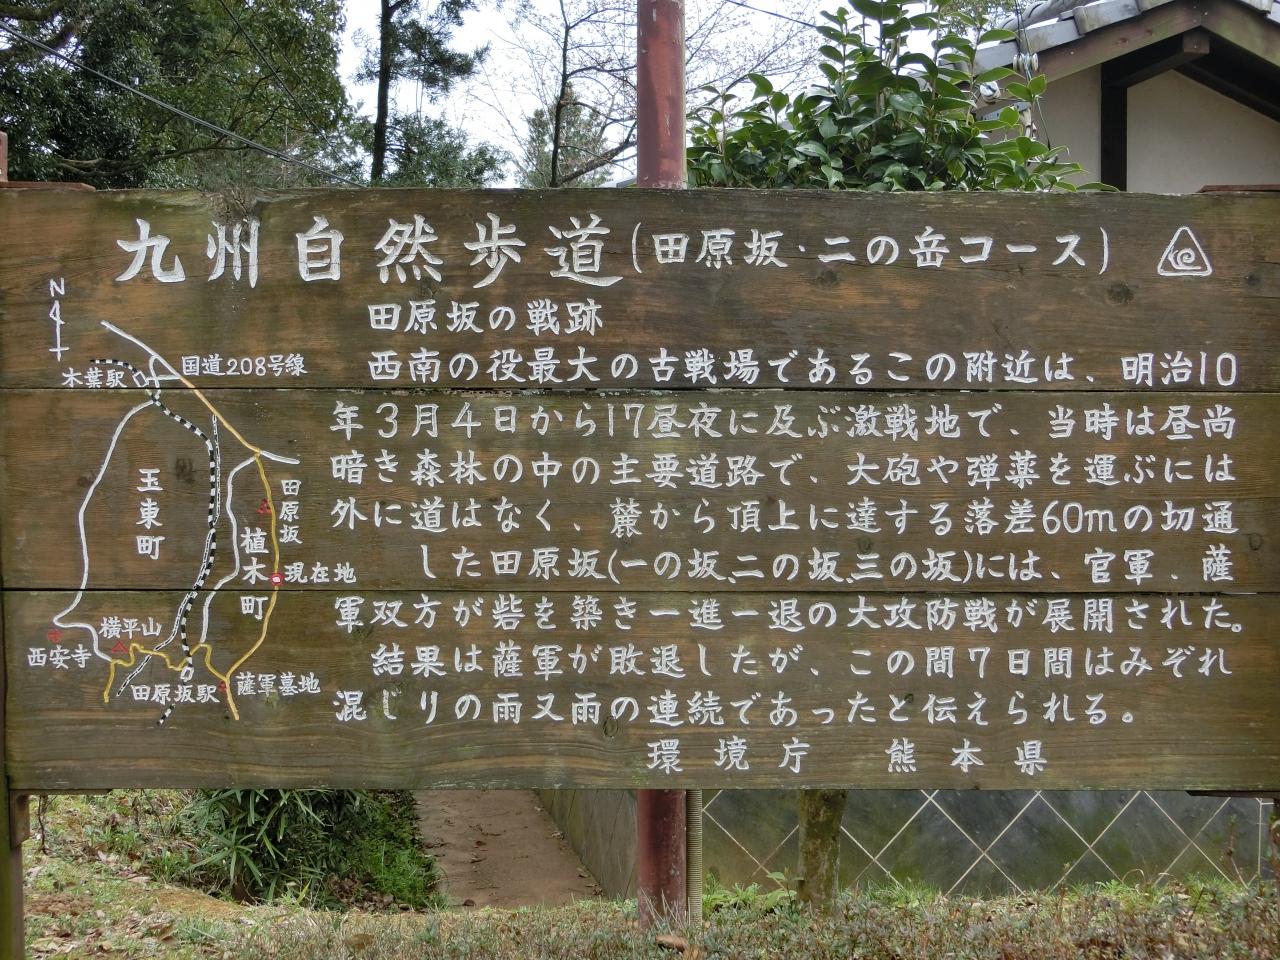 九州自然歩道(田原坂・二の岳コース)
田原坂の戦跡
西南の役最大の古戦場であるこの附近は、明治10
年3月4日から17昼夜に及ぶ激戦地で、当時は昼尚
暗き森林の中の主要道路で、大砲や弾薬を運ぶには
外に道はなく、麓から頂上に達する落差60mの切通
した田原坂(一の坂、二の坂、三の坂)には、官軍、薩
軍双方が砦を築き一進一退の大攻防戦が展開された。
結果は薩軍が敗退したが、この間7日間はみぞれ
混じりの雨又雨の連続であったと伝えられる。
環境庁 熊本県
N
国道208号線
木葉駅
玉東町
田原坂
植木町
現在地
横平山
西安寺
田原坂駅
薩軍墓地